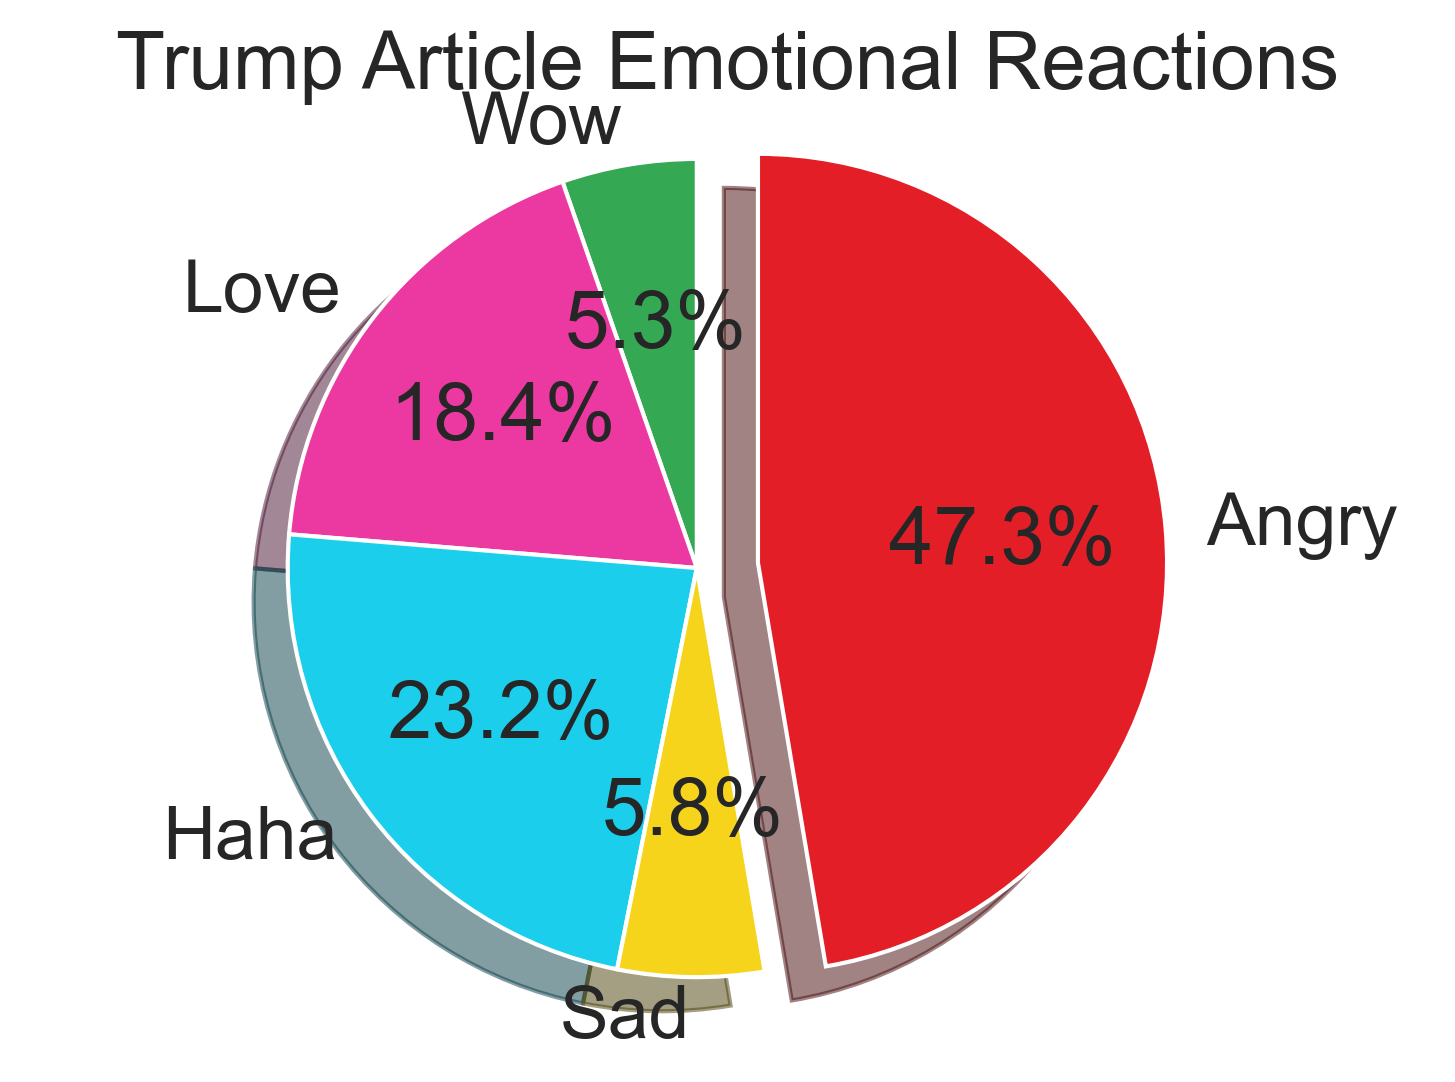 Trump Article Emotional Reactions
Wow
Love
5.3%
18.4%
47.3%
Angry
23.2%
5.8%
Haha
Sad